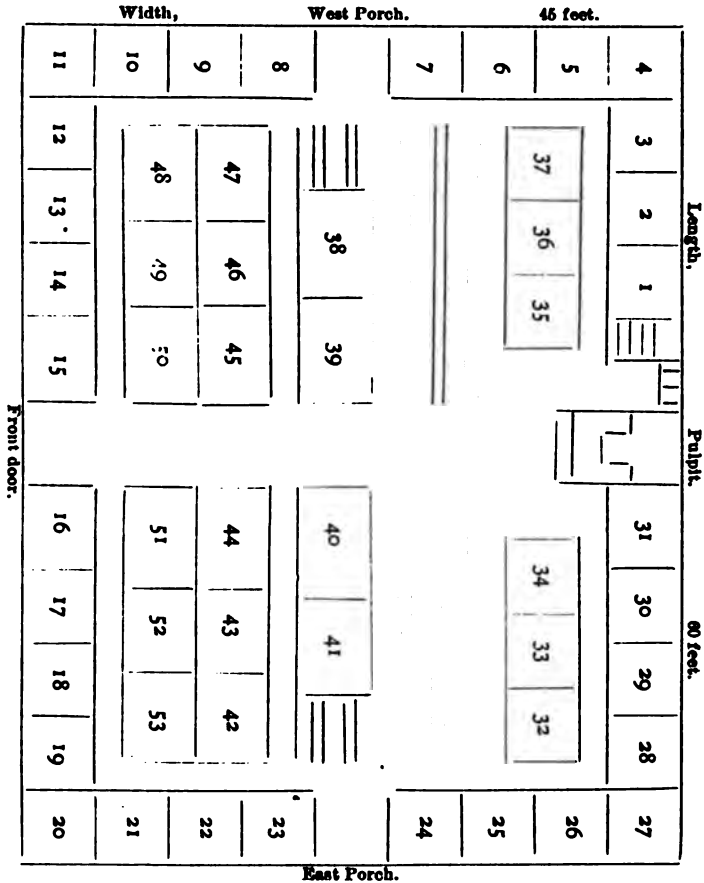 Width, West Porch. 45 feet.
11 10 9 8 7 6 5 4
12 48 47 37 3
13 38 36 2
14 49 46 35 1
15 45 39
Length,
Front door.
Pulpit.
16 51 44 40 34 31
17 52 43 41 33 30
18 53 42 32 29
19 28
60 feet.
20 21 22 23 24 25 26 27
East Porch.